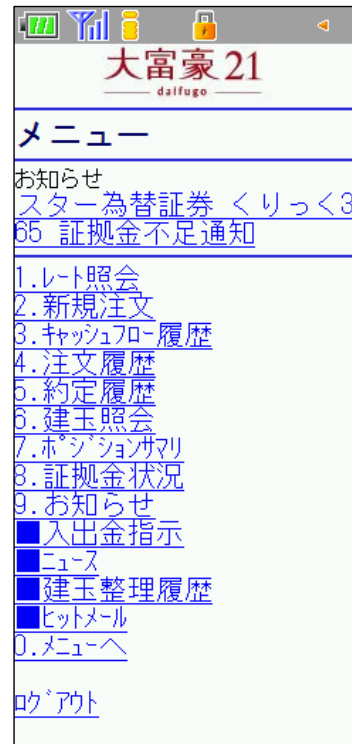 大富豪21
daifugo
メニュー
お知らせ
スター為替証券 くりっく3
65 証拠金不足通知
1.ﾚｰﾄ照会
2.新規注文
3.ｷｬｯｼｭﾌﾛｰ履歴
4.注文履歴
5.約定履歴
6.建玉照会
7.ﾎﾟｼﾞｼｮﾝｻﾏﾘ
8.証拠金状況
9.お知らせ
■入出金指示
■ﾆｭｰｽ
■建玉整理履歴
■ﾋｯﾄﾒｰﾙ
0.ﾒﾆｭｰへ
ﾛｸﾞｱｳﾄ